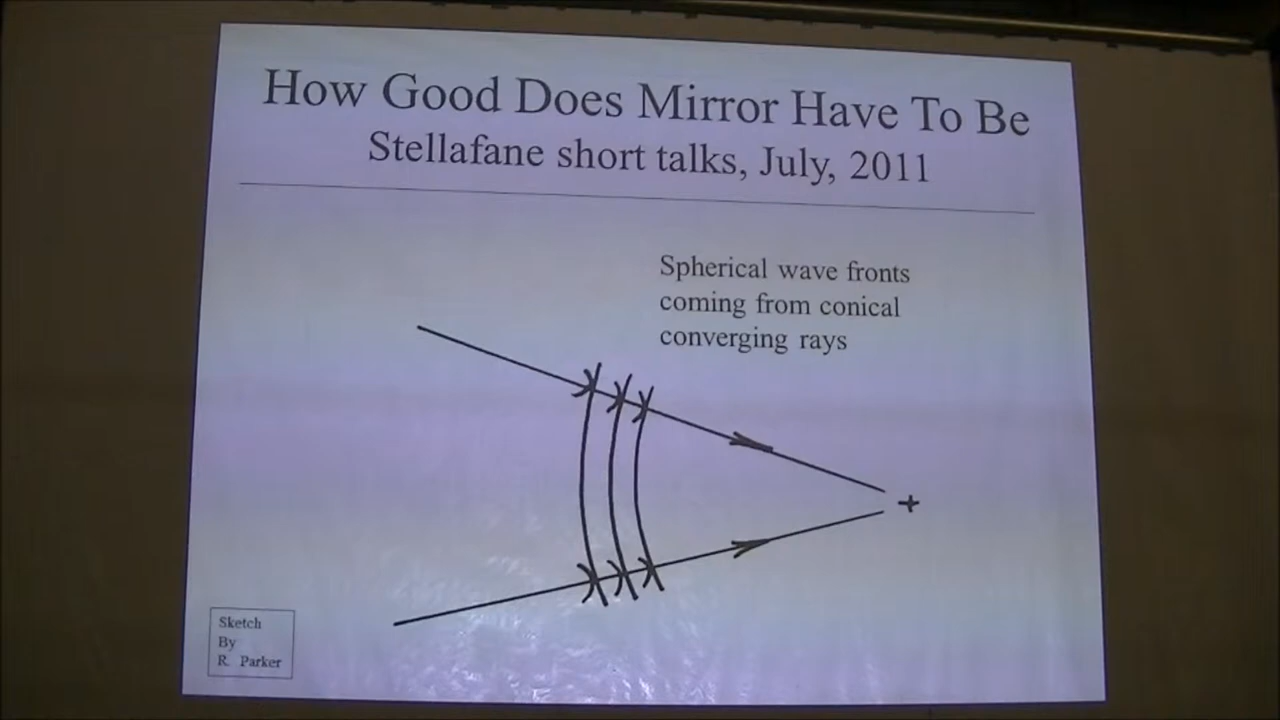 How Good Does Mirror Have To Be
Stellafane short talks, July, 2011
Spherical wave fronts
coming from conical
converging rays
Sketch
By
R. Parker